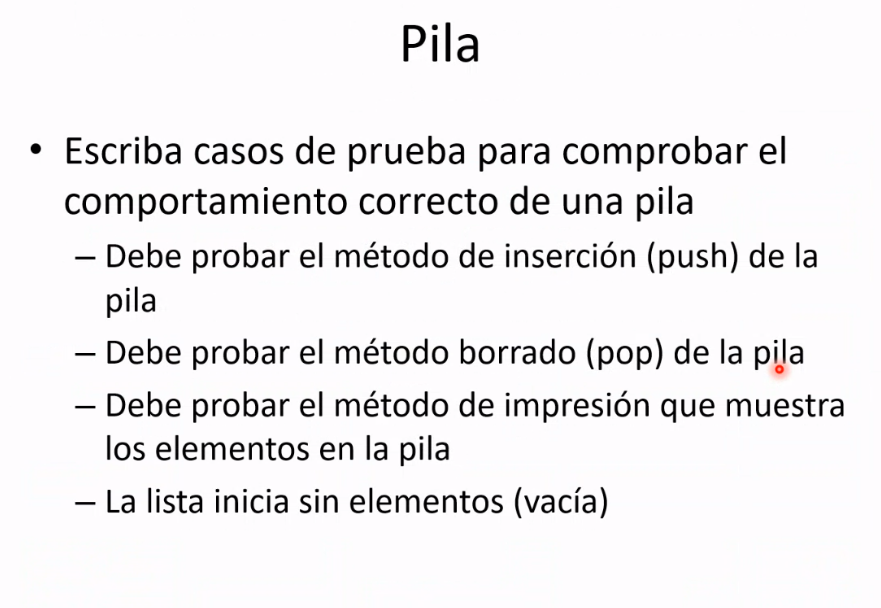 Pila
• Escriba casos de prueba para comprobar el
comportamiento correcto de una pila
– Debe probar el método de inserción (push) de la
pila
– Debe probar el método borrado (pop) de la pila
– Debe probar el método de impresión que muestra
los elementos en la pila
– La lista inicia sin elementos (vacía)